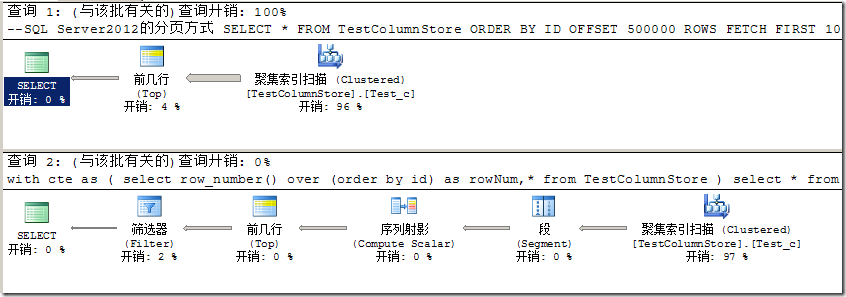 查询 1: (与该批有关的)查询开销: 100%
--SQL Server2012的分页方式 SELECT * FROM TestColumnStore ORDER BY ID OFFSET 500000 ROWS FETCH FIRST 10
SELECT
开销: 0 %
前几行
(Top)
开销: 4 %
聚集索引扫描 (Clustered)
[TestColumnStore].[Test_c]
开销: 96 %
查询 2: (与该批有关的)查询开销: 0%
with cte as ( select row_number() over (order by id) as rowNum,* from TestColumnStore ) select * from
SELECT
开销: 0 %
筛选器
(Filter)
开销: 2 %
前几行
(Top)
开销: 0 %
序列射影
(Compute Scalar)
开销: 0 %
段
(Segment)
开销: 0 %
聚集索引扫描 (Clustered)
[TestColumnStore].[Test_c]
开销: 97 %